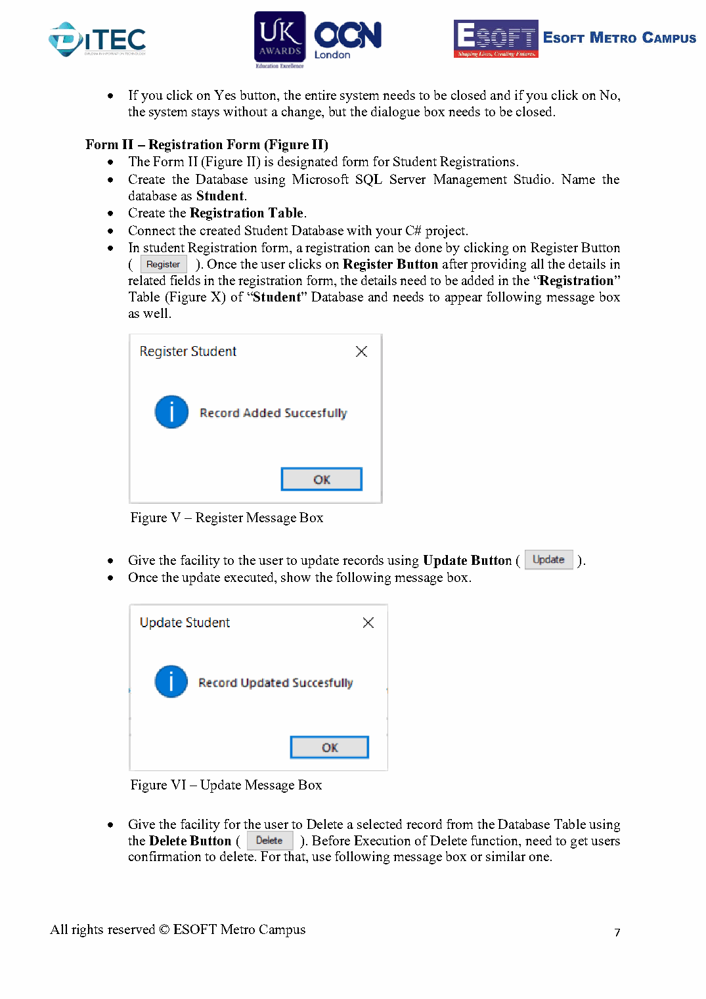 DiTEC
DIPLOMA IN INFORMATION TECHNOLOGY
UK
AWARDS
Education Excellence
OCN
London
ESOFT
Shaping Lives, Creating Futures.
ESOFT METRO CAMPUS
• If you click on Yes button, the entire system needs to be closed and if you click on No,
the system stays without a change, but the dialogue box needs to be closed.
Form II – Registration Form (Figure II)
• The Form II (Figure II) is designated form for Student Registrations.
• Create the Database using Microsoft SQL Server Management Studio. Name the
database as Student.
• Create the Registration Table.
• Connect the created Student Database with your C# project.
• In student Registration form, a registration can be done by clicking on Register Button
( Register ). Once the user clicks on Register Button after providing all the details in
related fields in the registration form, the details need to be added in the “Registration”
Table (Figure X) of “Student” Database and needs to appear following message box
as well.
Register Student
Record Added Succesfully
OK
Figure V – Register Message Box
• Give the facility to the user to update records using Update Button ( Update ).
• Once the update executed, show the following message box.
Update Student
Record Updated Succesfully
OK
Figure VI – Update Message Box
• Give the facility for the user to Delete a selected record from the Database Table using
the Delete Button ( Delete ). Before Execution of Delete function, need to get users
confirmation to delete. For that, use following message box or similar one.
All rights reserved © ESOFT Metro Campus
7